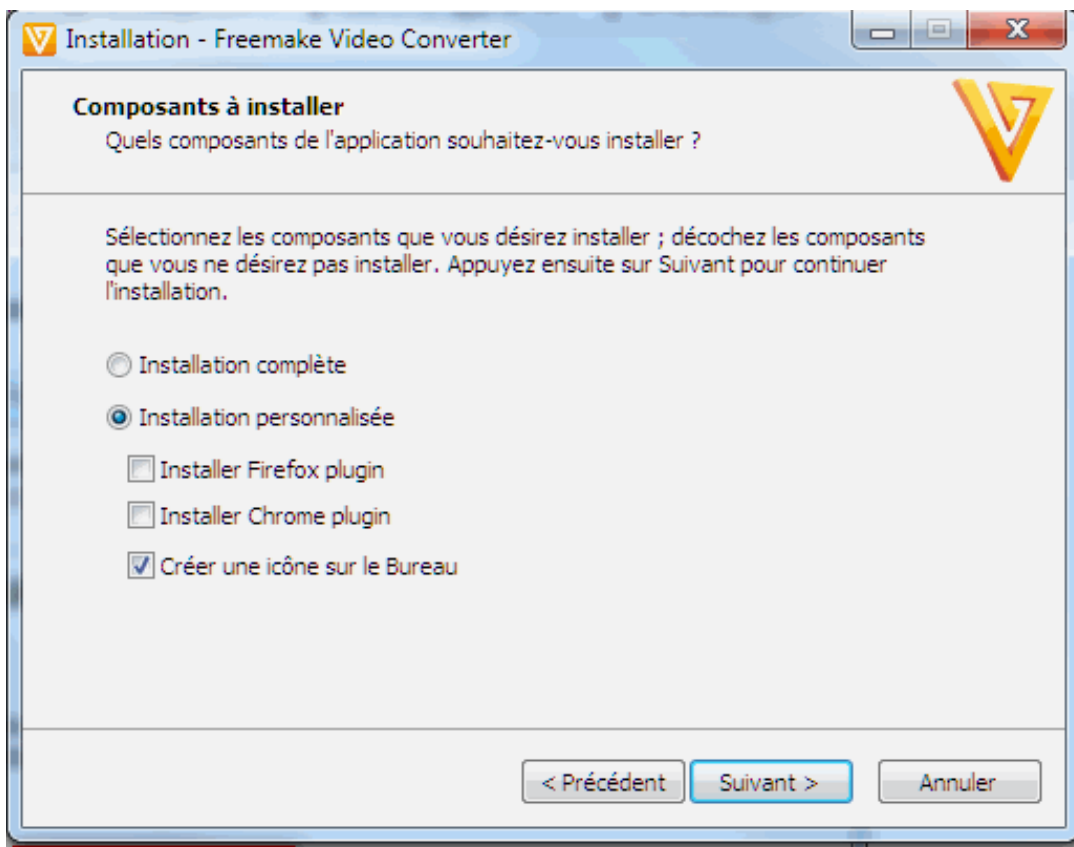 Installation - Freemake Video Converter
Composants à installer
Quels composants de l'application souhaitez-vous installer ?
Sélectionnez les composants que vous désirez installer ; décochez les composants
que vous ne désirez pas installer. Appuyez ensuite sur Suivant pour continuer
l'installation.
Installation complète
Installation personnalisée
Installer Firefox plugin
Installer Chrome plugin
Créer une icône sur le Bureau
< Précédent
Suivant >
Annuler